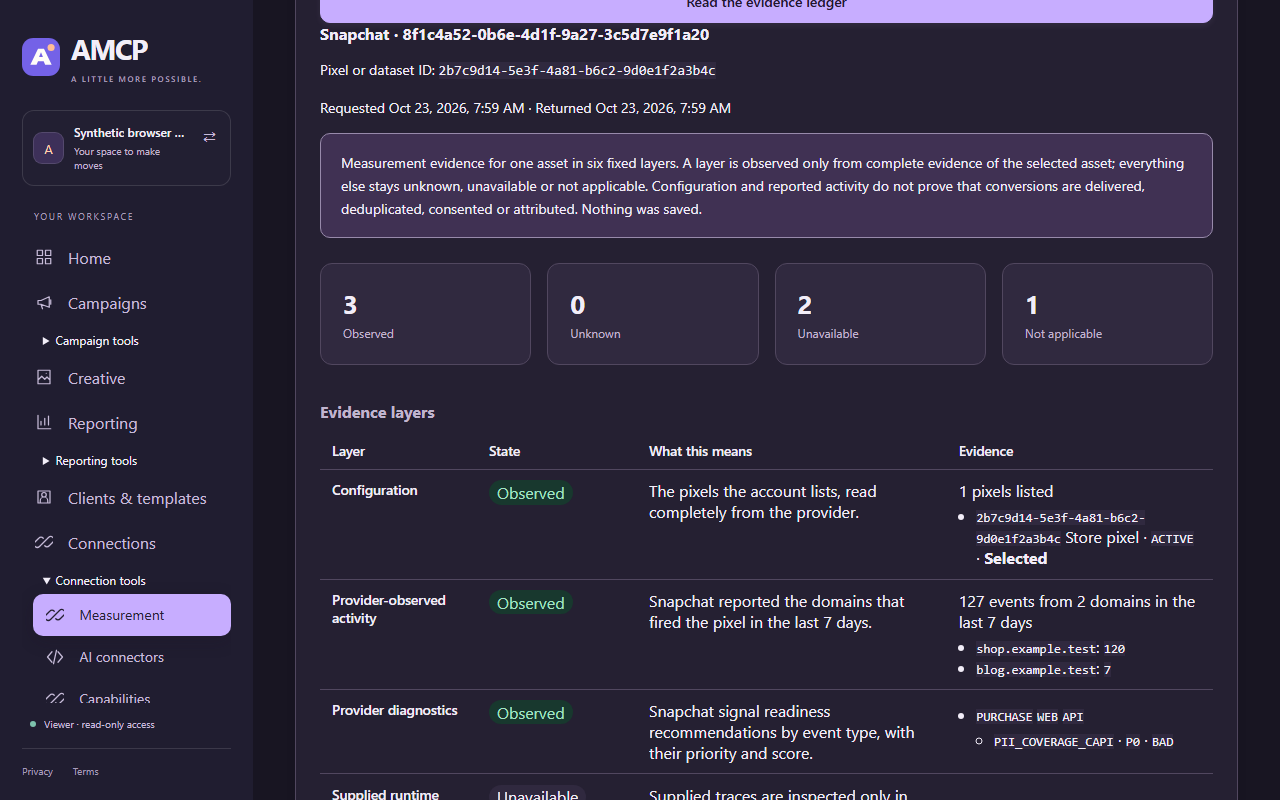 AMCP
A LITTLE MORE POSSIBLE.
A
Synthetic browser ...
Your space to make
moves
YOUR WORKSPACE
Home
Campaigns
Campaign tools
Creative
Reporting
Reporting tools
Clients & templates
Connections
Connection tools
Measurement
AI connectors
Capabilities
Viewer · read-only access
Privacy Terms
Read the evidence ledger
Snapchat · 8f1c4a52-0b6e-4d1f-9a27-3c5d7e9f1a20
Pixel or dataset ID: 2b7c9d14-5e3f-4a81-b6c2-9d0e1f2a3b4c
Requested Oct 23, 2026, 7:59 AM · Returned Oct 23, 2026, 7:59 AM
Measurement evidence for one asset in six fixed layers. A layer is observed only from complete evidence of the selected asset; everything
else stays unknown, unavailable or not applicable. Configuration and reported activity do not prove that conversions are delivered,
deduplicated, consented or attributed. Nothing was saved.
3
Observed
0
Unknown
2
Unavailable
1
Not applicable
Evidence layers
Layer State What this means Evidence
Configuration
Observed
The pixels the account lists, read
completely from the provider.
1 pixels listed
2b7c9d14-5e3f-4a81-b6c2-
9d0e1f2a3b4c Store pixel · ACTIVE
· Selected
Provider-observed
activity
Observed
Snapchat reported the domains that
fired the pixel in the last 7 days.
127 events from 2 domains in the
last 7 days
shop.example.test: 120
blog.example.test: 7
Provider diagnostics
Observed
Snapchat signal readiness
recommendations by event type, with
their priority and score.
PURCHASE WEB API
PII_COVERAGE_CAPI · P0 · BAD
Supplied runtime
Unavailable
Supplied traces are inspected only in